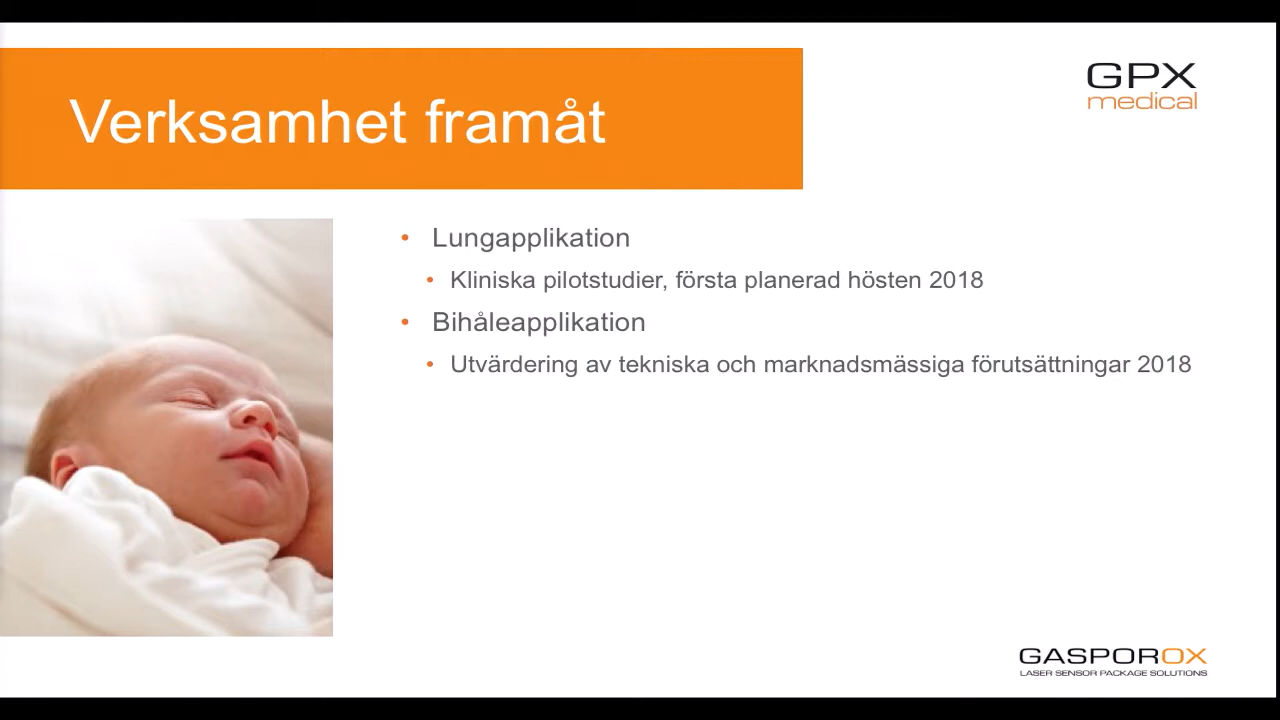 Verksamhet framåt
GPX
medical
• Lungapplikation
• Kliniska pilotstudier, första planerad hösten 2018
• Bihåleapplikation
• Utvärdering av tekniska och marknadsmässiga förutsättningar 2018
GASPOROX
LASER SENSOR PACKAGE SOLUTIONS